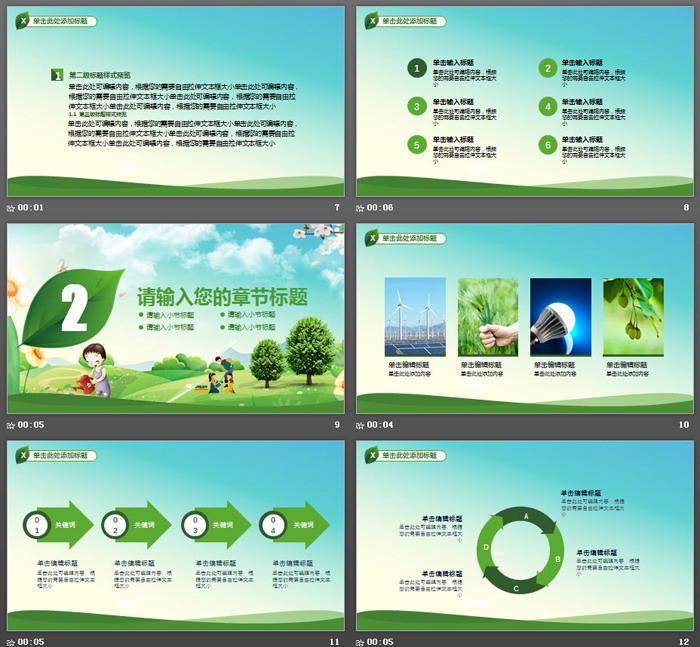 X 单击此处添加标题
1 第二级标题样式预览
单击此处可编辑内容，根据您的需要自由拉伸文本框大小单击此处可编辑内容，
根据您的需要自由拉伸文本框大小单击此处可编辑内容，根据您的需要自由拉
伸文本框大小单击此处可编辑内容，根据您的需要自由拉伸文本框大小
1.1 第三级标题样式预览
单击此处可编辑内容，根据您的需要自由拉伸文本框大小单击此处可编辑内容，
根据您的需要自由拉伸文本框大小单击此处可编辑内容，根据您的需要自由拉
伸文本框大小单击此处可编辑内容，根据您的需要自由拉伸文本框大小
00:01 7
X 单击此处添加标题
1 单击输入标题
单击此处可编辑内容，根据
您的需要自由拉伸文本框大
小
2 单击输入标题
单击此处可编辑内容，根据
您的需要自由拉伸文本框大
小
3 单击输入标题
单击此处可编辑内容，根据
您的需要自由拉伸文本框大
小
4 单击输入标题
单击此处可编辑内容，根据
您的需要自由拉伸文本框大
小
5 单击输入标题
单击此处可编辑内容，根据
您的需要自由拉伸文本框大
小
6 单击输入标题
单击此处可编辑内容，根据
您的需要自由拉伸文本框大
小
00:06 8
2
请输入您的章节标题
请输入小节标题 请输入小节标题
请输入小节标题 请输入小节标题
00:05 9
X 单击此处添加标题
单击编辑标题
单击此处添加内容
单击编辑标题
单击此处添加内容
单击编辑标题
单击此处添加内容
单击编辑标题
单击此处添加内容
00:04 10
X 单击此处添加标题
01 关键词
02 关键词
03 关键词
04 关键词
单击编辑标题
单击此处可编辑内容，根
据您的需要自由拉伸文本
框大小
单击编辑标题
单击此处可编辑内容，根
据您的需要自由拉伸文本
框大小
单击编辑标题
单击此处可编辑内容，根
据您的需要自由拉伸文本
框大小
单击编辑标题
单击此处可编辑内容，根
据您的需要自由拉伸文本
框大小
00:05 11
X 单击此处添加标题
A
B
C
D
单击编辑标题
单击此处可编辑内容，根据
您的需要自由拉伸文本框大
小
单击编辑标题
单击此处可编辑内容，根据
您的需要自由拉伸文本框大
小
单击编辑标题
单击此处可编辑内容，根据
您的需要自由拉伸文本框大
小
单击编辑标题
单击此处可编辑内容，根据
您的需要自由拉伸文本框大
小
00:05 12